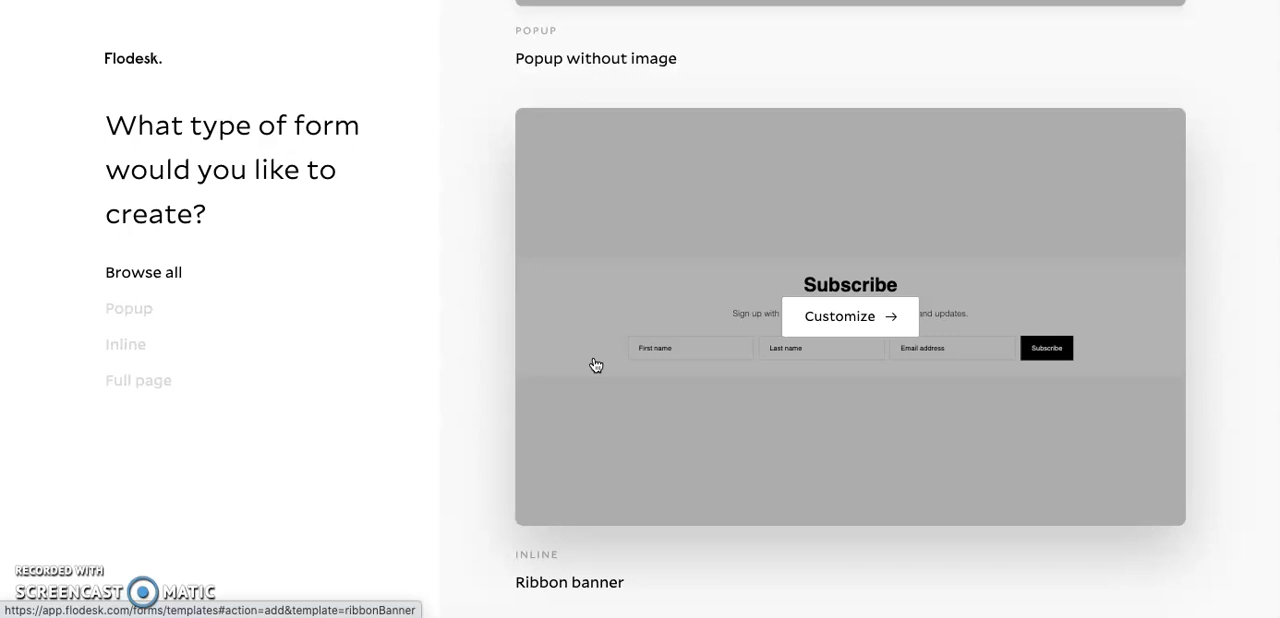 Flodesk.
What type of form
would you like to
create?
Browse all
Popup
Inline
Full page
POPUP
Popup without image
Subscribe
Sign up with and updates.
Customize →
First name
Last name
Email address
Subscribe
INLINE
Ribbon banner
RECORDED WITH
SCREENCAST MATIC
https://app.flodesk.com/forms/templates#action=add&template=ribbonBanner